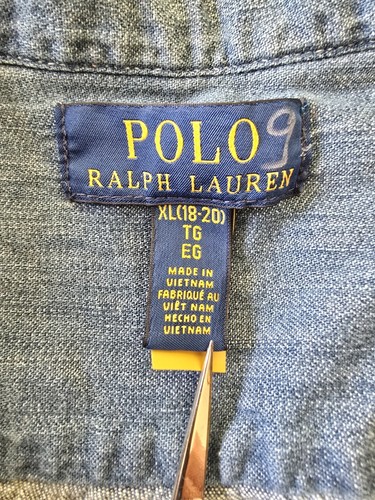 POLO 9
RALPH LAUREN
XL(18-20)
TG
EG
MADE IN
VIETNAM
FABRIQUÉ AU
VIÊT NAM
HECHO EN
VIETNAM